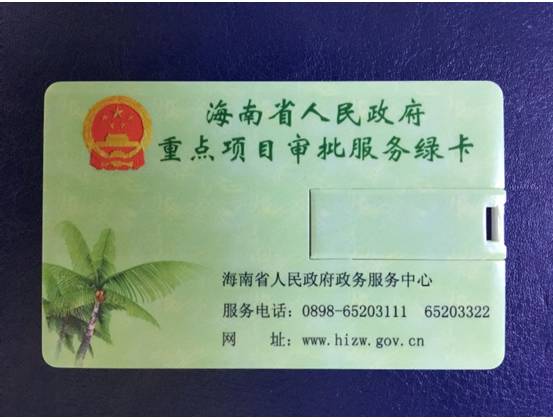 海南省人民政府
重点项目审批服务绿卡
海南省人民政府政务服务中心
服务电话：0898-65203111 65203322
网 址：www.hizw.gov.cn